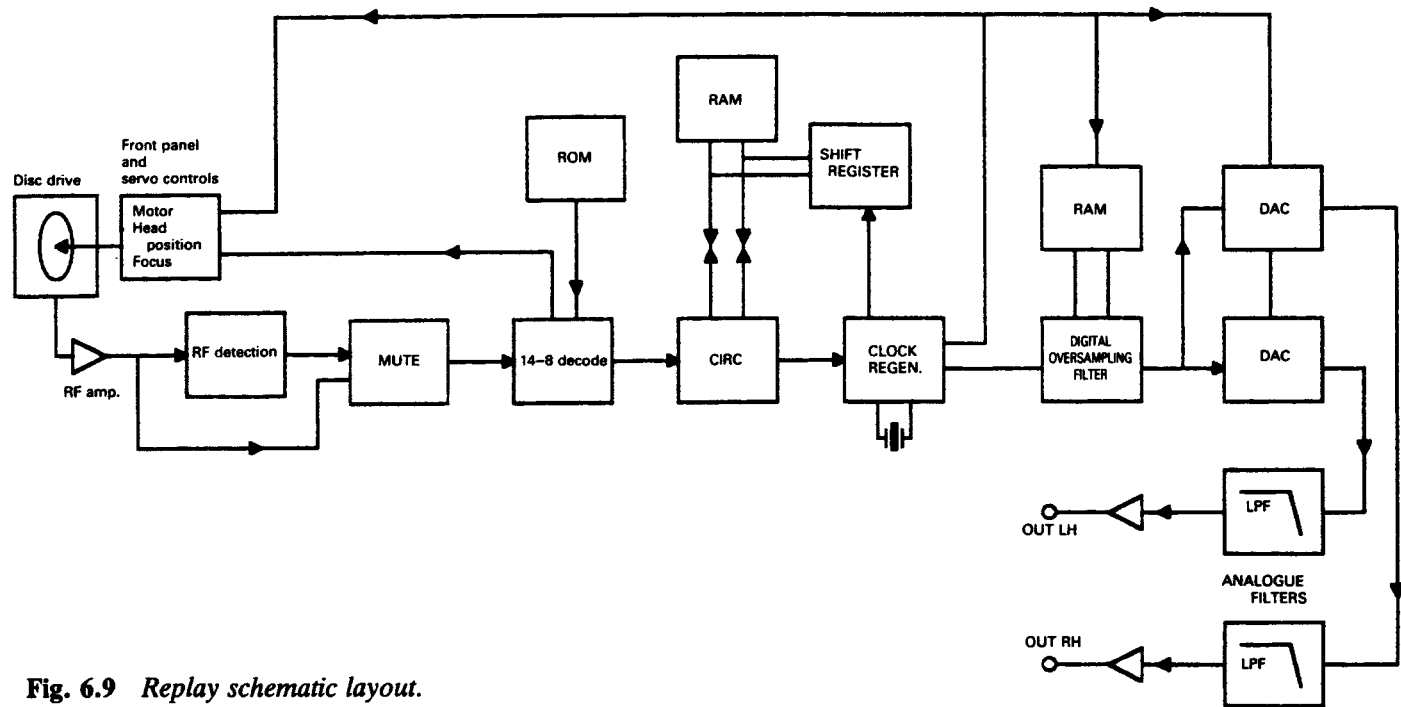 RAM
Front panel
and
servo controls
ROM
SHIFT
REGISTER
Disc drive
Motor
Head
position
Focus
RAM
DAC
RF detection
MUTE
14–8 decode
CIRC
CLOCK
REGEN.
DIGITAL
OVERSAMPLING
FILTER
DAC
RF amp.
OUT LH
LPF
ANALOGUE
FILTERS
OUT RH
LPF
Fig. 6.9 Replay schematic layout.